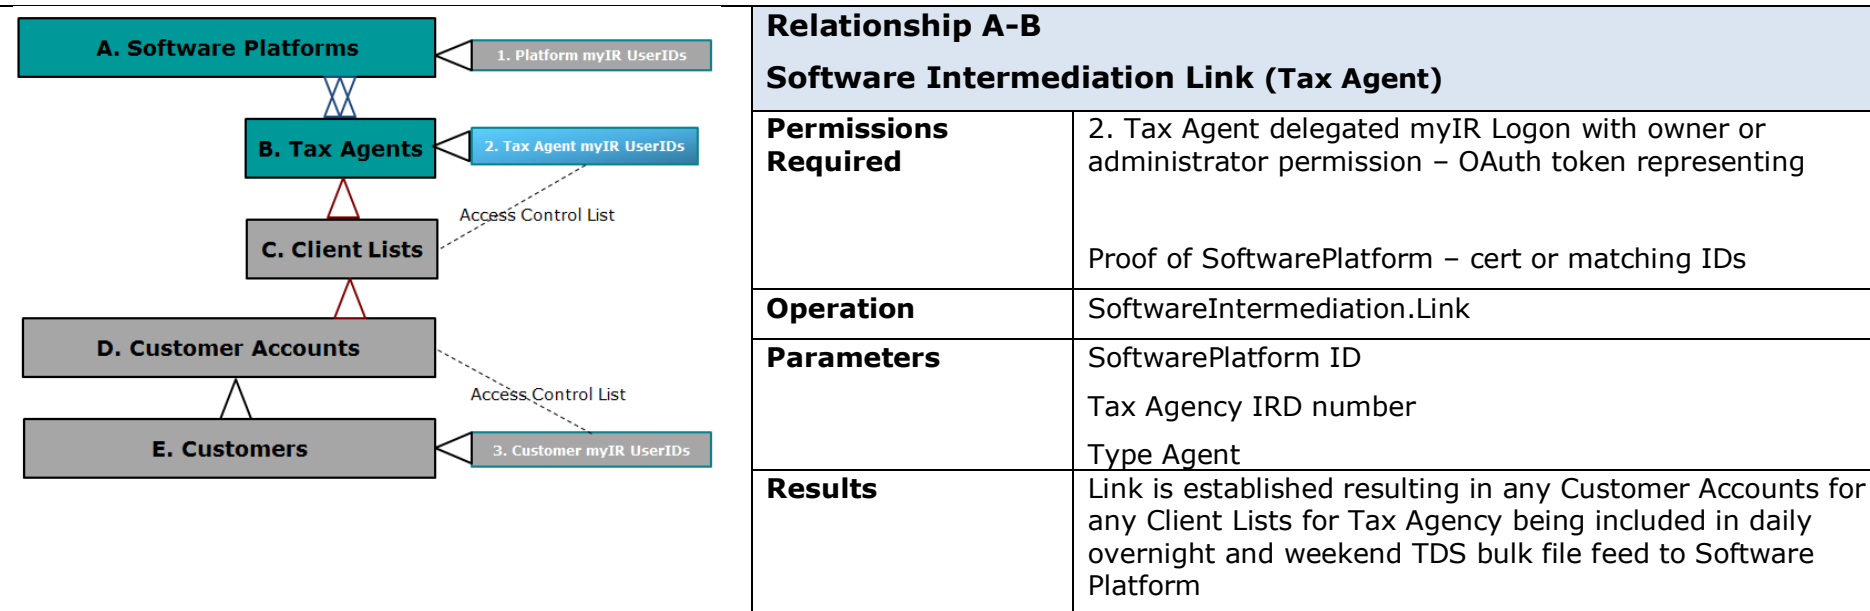 A. Software Platforms
1. Platform myIR UserIDs
B. Tax Agents
2. Tax Agent myIR UserIDs
Access Control List
C. Client Lists
D. Customer Accounts
Access Control List
E. Customers
3. Customer myIR UserIDs
Relationship A-B
Software Intermediation Link (Tax Agent)
Permissions
Required
2. Tax Agent delegated myIR Logon with owner or
administrator permission – OAuth token representing
Proof of SoftwarePlatform – cert or matching IDs
Operation
SoftwareIntermediation.Link
Parameters
SoftwarePlatform ID
Tax Agency IRD number
Type Agent
Results
Link is established resulting in any Customer Accounts for
any Client Lists for Tax Agency being included in daily
overnight and weekend TDS bulk file feed to Software
Platform